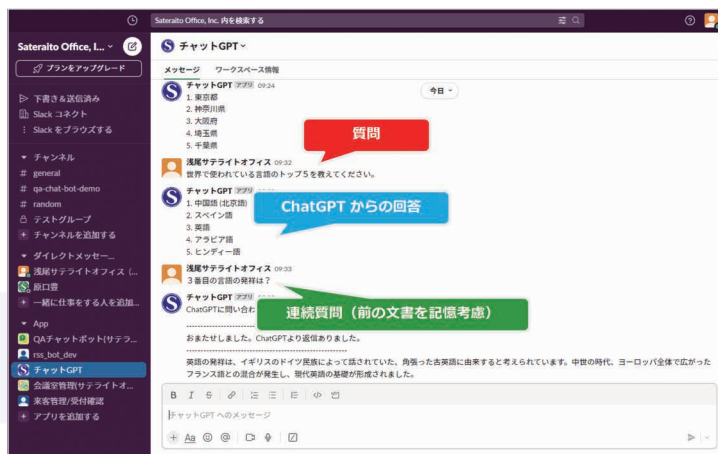 Sateraito Office, Inc. 内を検索する
Sateraito Office, I...
プランをアップグレード
下書き&送信済み
Slack コネクト
Slack をブラウズする
チャンネル
# general
# qa-chat-bot-demo
# random
テストグループ
+ チャンネルを追加する
ダイレクトメッセー...
浅尾サテライトオフィス (...
原口豊
+ 一緒に仕事をする人を追加...
App
QAチャットボット(サテラ...
rss_bot_dev
チャットGPT
会議室管理(サテライトオ...
来客管理/受付確認
+ アプリを追加する
チャットGPT
メッセージ ワークスペース情報
今日
チャットGPT アプリ 09:24
1. 東京都
2. 神奈川県
3. 大阪府
4. 埼玉県
5. 千葉県
質問
浅尾サテライトオフィス 09:32
世界で使われている言語のトップ5を教えてください。
チャットGPT アプリ
1. 中国語 (北京語)
2. スペイン語
3. 英語
4. アラビア語
5. ヒンディー語
ChatGPT からの回答
浅尾サテライトオフィス 09:33
3番目の言語の発祥は?
チャットGPT アプリ
ChatGPTに問い合わ
連続質問(前の文書を記憶考慮)
おまたせしました。ChatGPTより返信ありました。
英語の発祥は、イギリスのドイツ民族によって話されていた、角張った古英語に由来すると考えられています。中世の時代、ヨーロッパ全体で広がった
フランス語との混合が発生し、現代英語の基礎が形成されました。
チャットGPT へのメッセージ